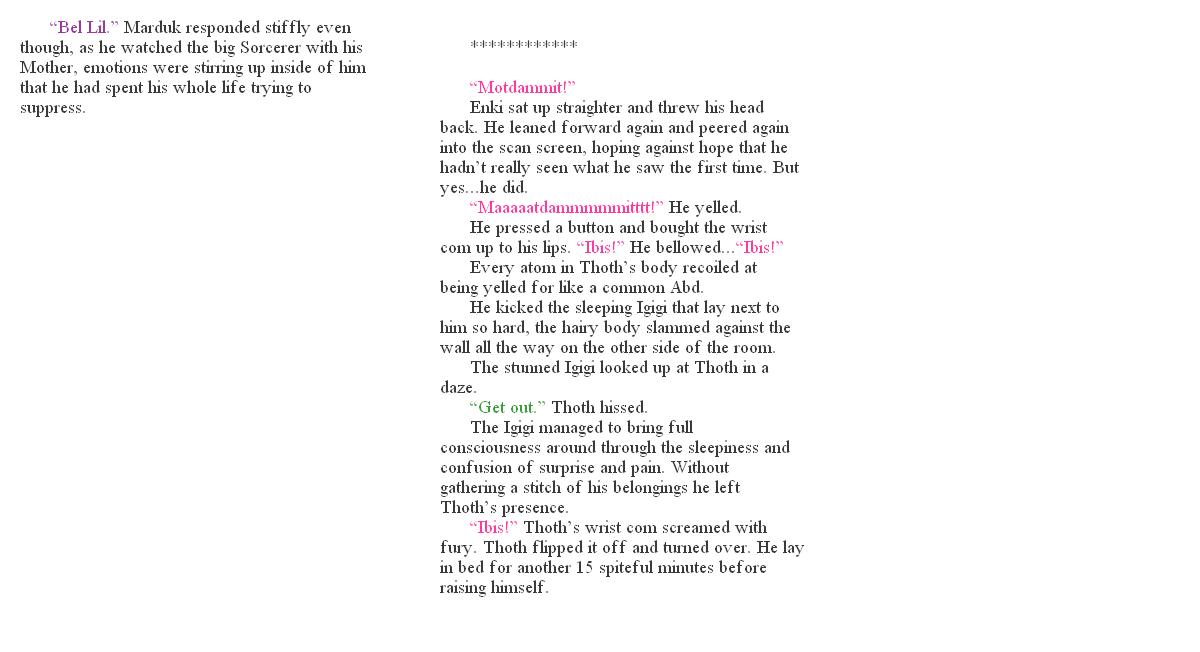 “Bel Lil.” Marduk responded stiffly even
though, as he watched the big Sorcerer with his
Mother, emotions were stirring up inside of him
that he had spent his whole life trying to
suppress.
************
“Motdammit!”
Enki sat up straighter and threw his head
back. He leaned forward again and peered again
into the scan screen, hoping against hope that he
hadn’t really seen what he saw the first time. But
yes...he did.
“Maaaaatdammmmmitttt!” He yelled.
He pressed a button and bought the wrist
com up to his lips. “Ibis!” He bellowed...“Ibis!”
Every atom in Thoth’s body recoiled at
being yelled for like a common Abd.
He kicked the sleeping Igigi that lay next to
him so hard, the hairy body slammed against the
wall all the way on the other side of the room.
The stunned Igigi looked up at Thoth in a
daze.
“Get out.” Thoth hissed.
The Igigi managed to bring full
consciousness around through the sleepiness and
confusion of surprise and pain. Without
gathering a stitch of his belongings he left
Thoth’s presence.
“Ibis!” Thoth’s wrist com screamed with
fury. Thoth flipped it off and turned over. He lay
in bed for another 15 spiteful minutes before
raising himself.